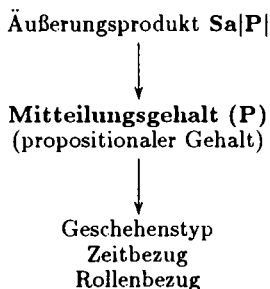 Äußerungsprodukt Sa|P|
Mitteilungsgehalt (P)
(propositionaler Gehalt)
Geschehenstyp
Zeitbezug
Rollenbezug